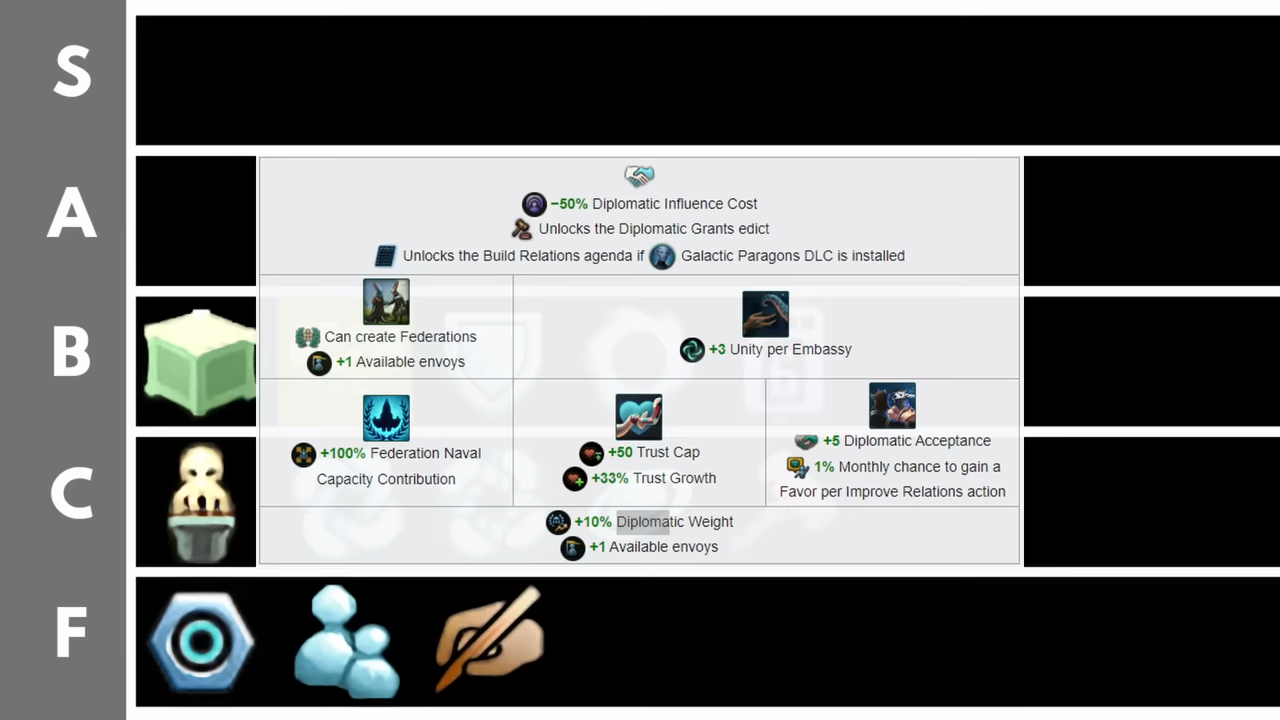 S
A
B
C
F
−50% Diplomatic Influence Cost
Unlocks the Diplomatic Grants edict
Unlocks the Build Relations agenda if Galactic Paragons DLC is installed
Can create Federations
+1 Available envoys
+3 Unity per Embassy
+100% Federation Naval
Capacity Contribution
+50 Trust Cap
+33% Trust Growth
+5 Diplomatic Acceptance
1% Monthly chance to gain a
Favor per Improve Relations action
+10% Diplomatic Weight
+1 Available envoys